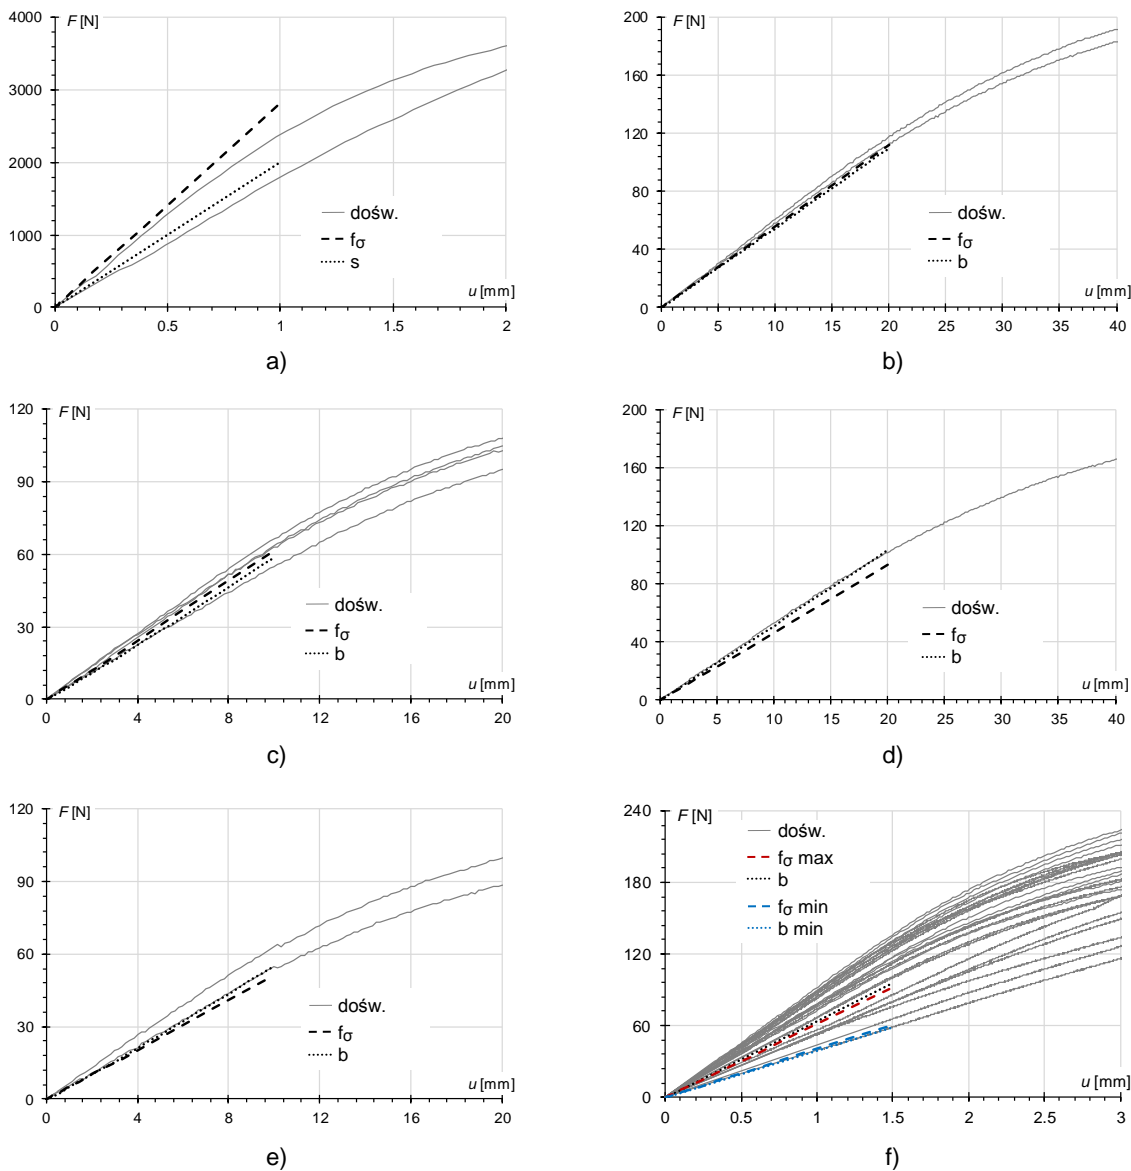 F [N]
4000
3000
2000
1000
0
0
0.5
1
1.5
2
u [mm]
dośw.
fσ
s
a)
F [N]
200
160
120
80
40
0
0
5
10
15
20
25
30
35
40
u [mm]
dośw.
fσ
b
b)
F [N]
120
90
60
30
0
0
4
8
12
16
20
u [mm]
dośw.
fσ
b
c)
F [N]
200
160
120
80
40
0
0
5
10
15
20
25
30
35
40
u [mm]
dośw.
fσ
b
d)
F [N]
120
90
60
30
0
0
4
8
12
16
20
u [mm]
dośw.
fσ
b
e)
F [N]
240
180
120
60
0
0
0.5
1
1.5
2
2.5
3
u [mm]
dośw.
fσ max
b
fσ min
b min
f)